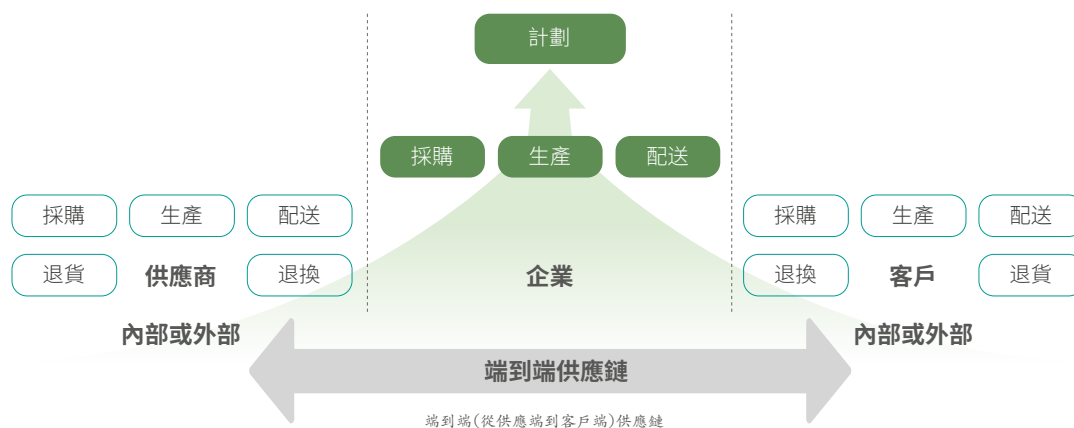 計劃
採購 生產 配送
採購 生產 配送 採購 生產 配送
退貨 供應商 退換 企業 退換 客戶 退貨
內部或外部 內部或外部
端到端供應鏈
端到端(從供應端到客戶端)供應鏈